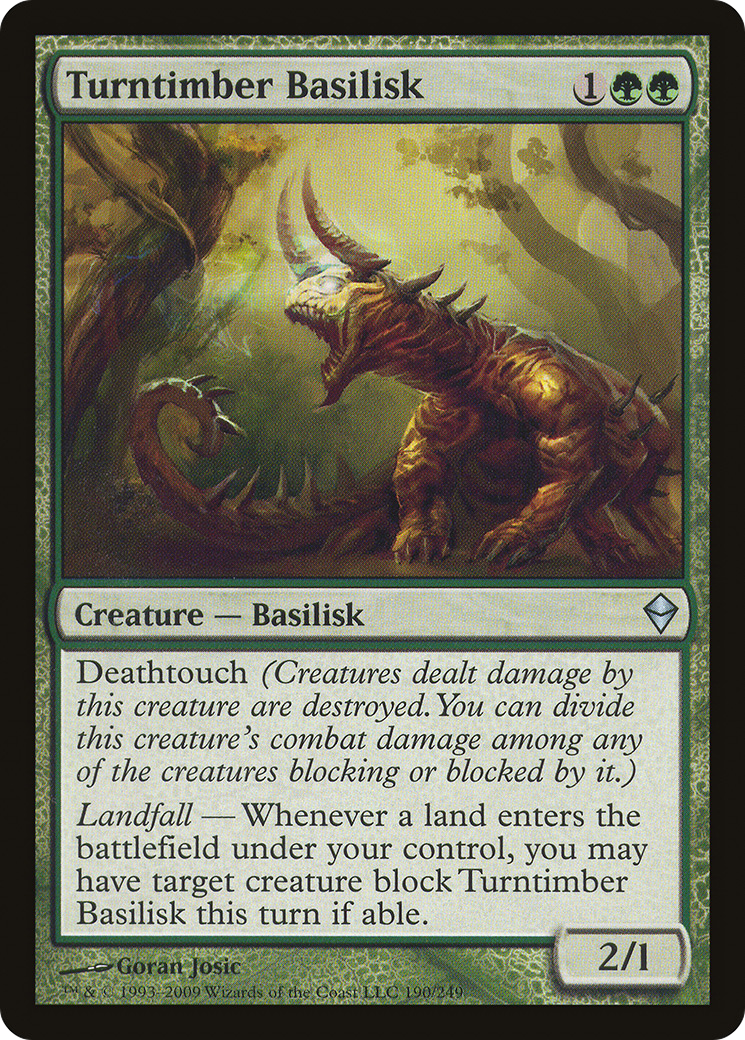 Turntimber Basilisk 1
Creature — Basilisk
Deathtouch (Creatures dealt damage by
this creature are destroyed. You can divide
this creature's combat damage among any
of the creatures blocking or blocked by it.)
Landfall — Whenever a land enters the
battlefield under your control, you may
have target creature block Turntimber
Basilisk this turn if able.
2/1
Goran Josic
™ & © 1993–2009 Wizards of the Coast LLC 190/249